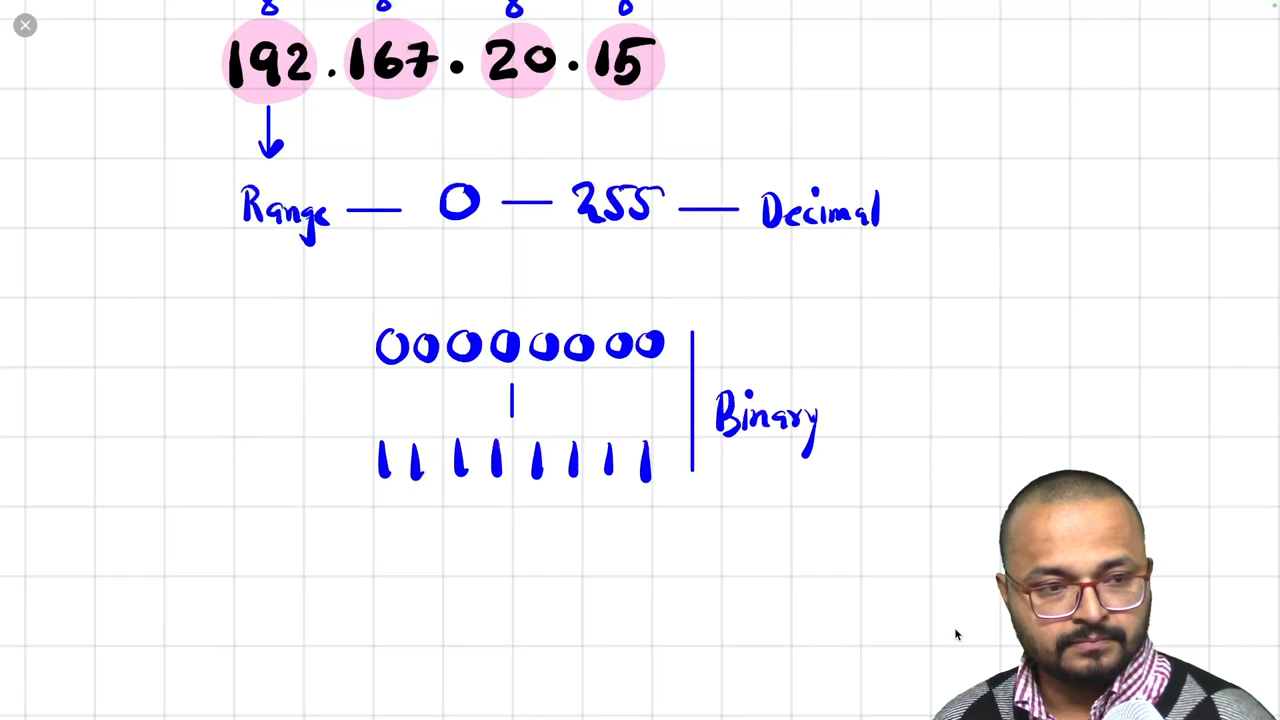 8 8 8 8
192.167.20.15
Range — 0 — 255 — Decimal
00000000
Binary
11111111